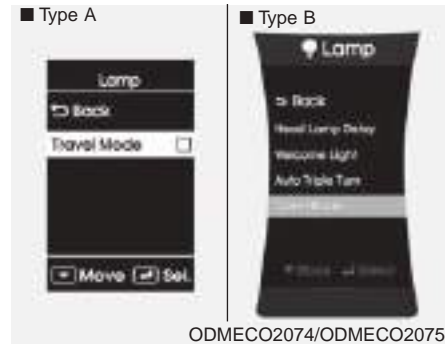 ■ Type A
■ Type B
Lamp
Back
Travel Mode
Move Sel.
Lamp
Back
Head Lamp Delay
Welcome Light
Auto Triple Turn
ODMECO2074/ODMECO2075